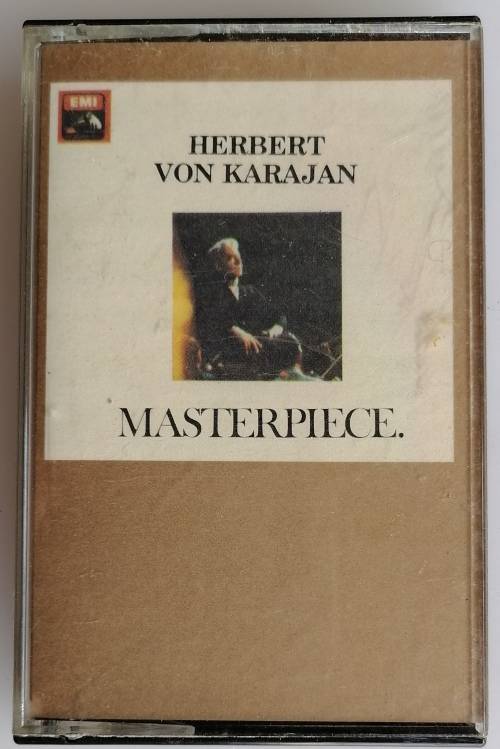 EMI
HERBERT
VON KARAJAN
MASTERPIECE.